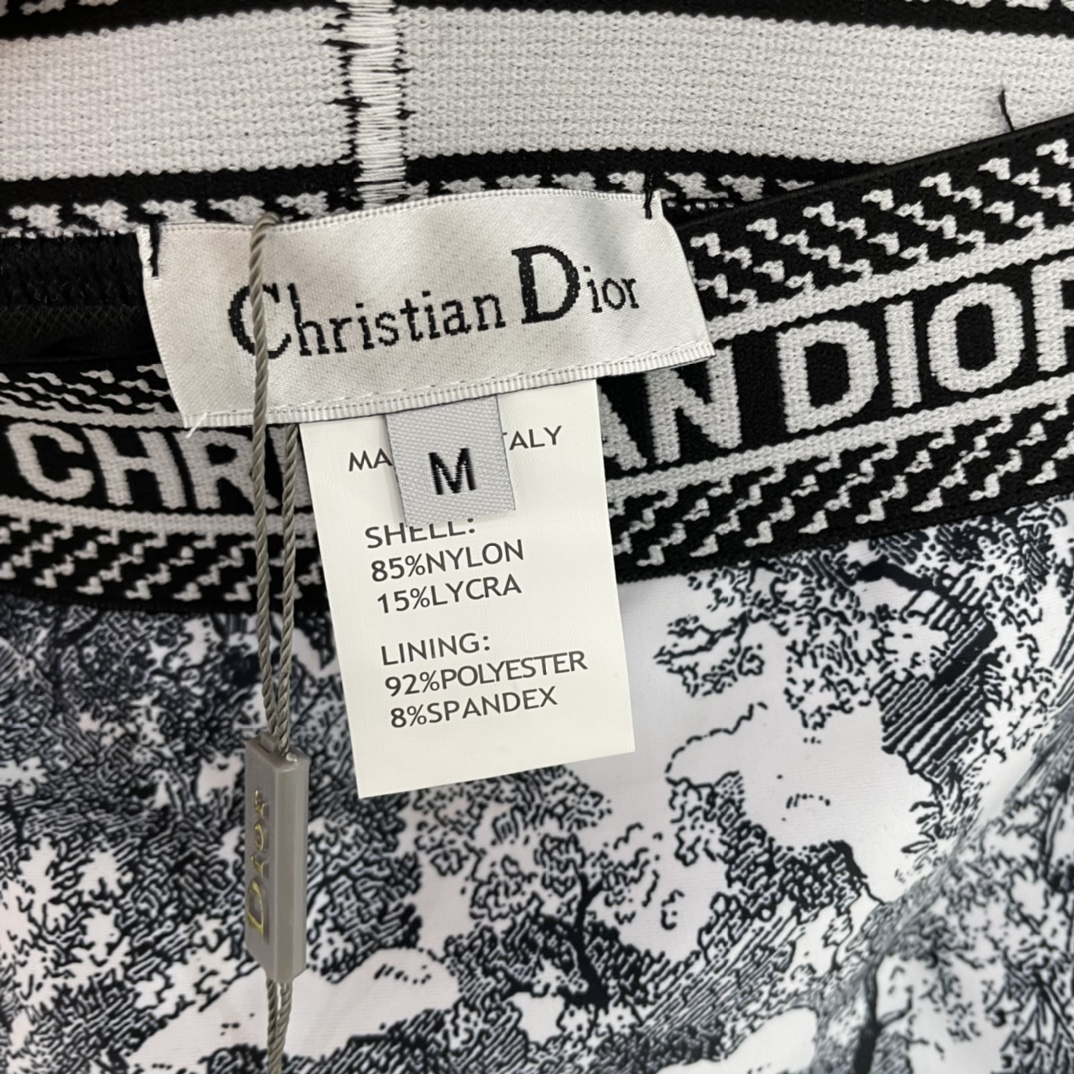 Christian Dior
CHRI
AN DIOR
M
MA
TALY
SHELL:
85%NYLON
15%LYCRA
LINING:
92%POLYESTER
8%SPANDEX
Dior